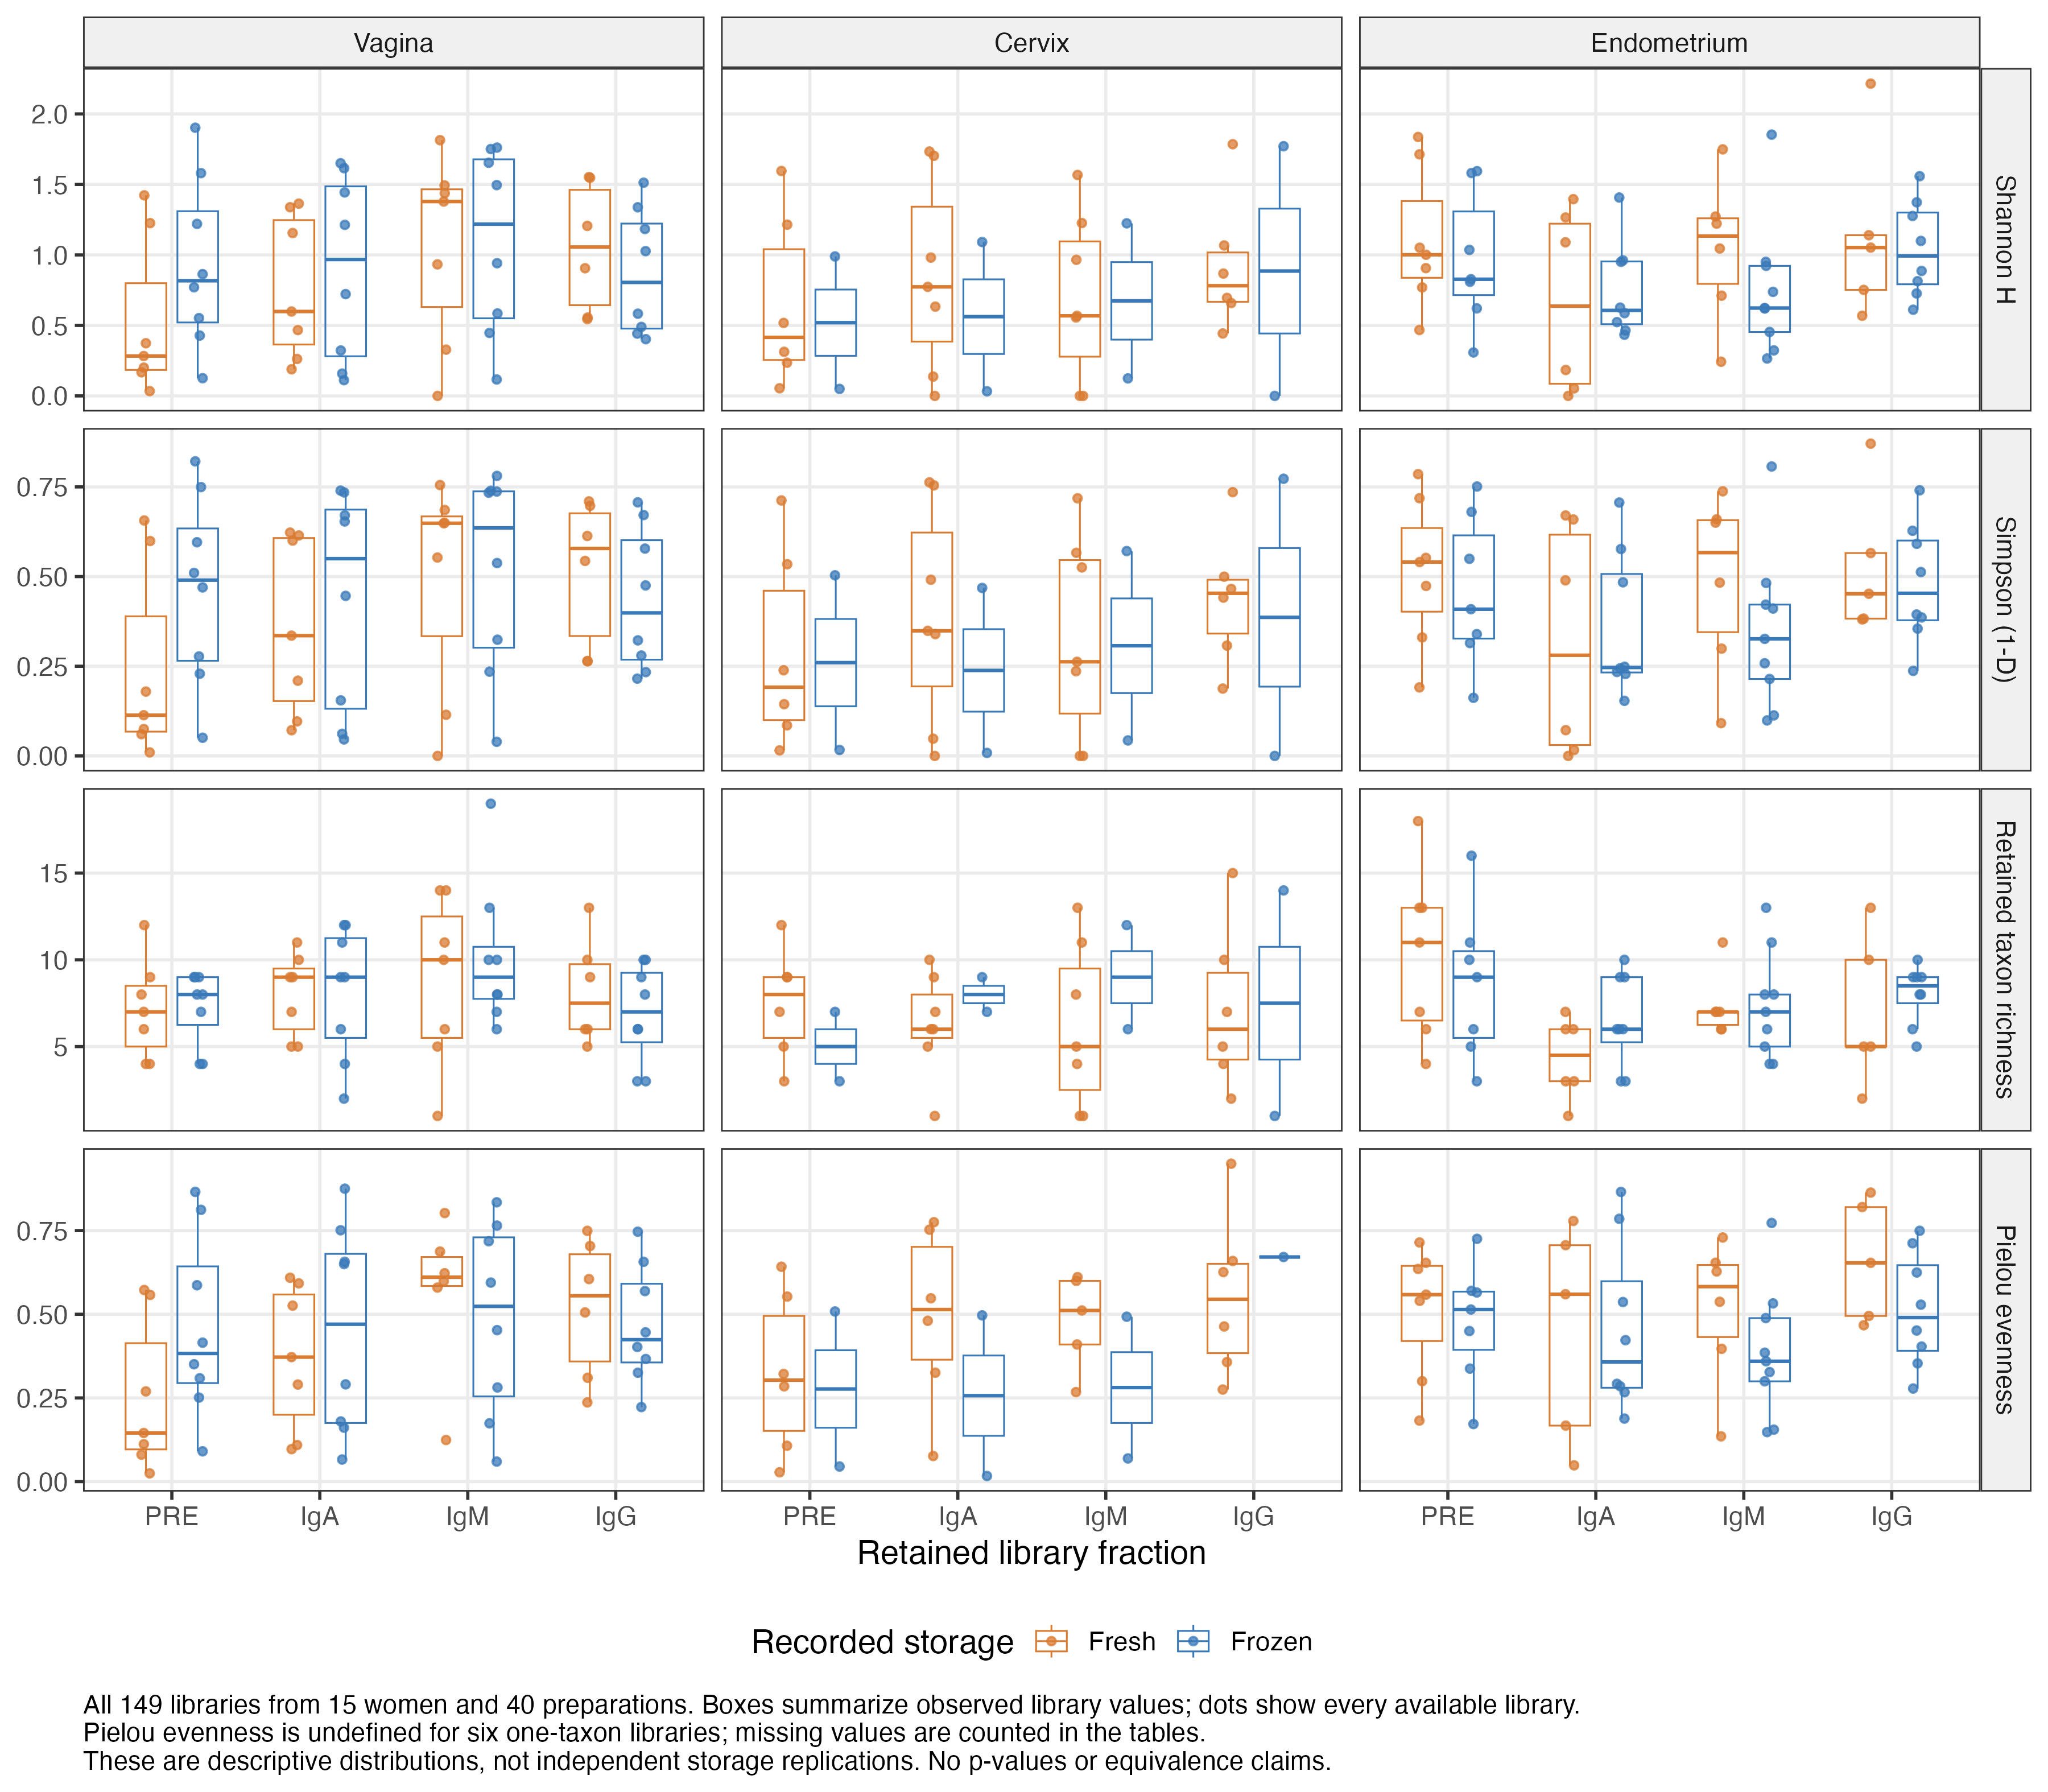 Vagina
Cervix
Endometrium
2.0
1.5
1.0
0.5
0.0
Shannon H
0.75
0.50
0.25
0.00
Simpson (1-D)
15
10
5
Retained taxon richness
0.75
0.50
0.25
0.00
Pielou evenness
PRE IgA IgM IgG
PRE IgA IgM IgG
PRE IgA IgM IgG
Retained library fraction
Recorded storage Fresh Frozen
All 149 libraries from 15 women and 40 preparations. Boxes summarize observed library values; dots show every available library.
Pielou evenness is undefined for six one-taxon libraries; missing values are counted in the tables.
These are descriptive distributions, not independent storage replications. No p-values or equivalence claims.